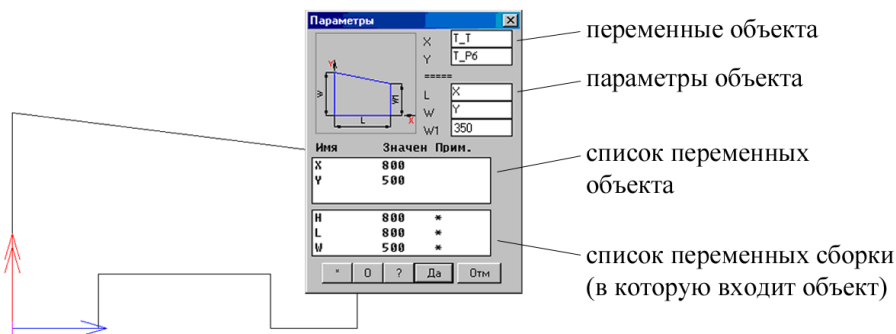 Параметры
X T_T
Y T_Рб
=====
L X
W Y
W1 350
Y
W
W1
L
X
Имя Значен Прим.
X 800
Y 500
H 800 *
L 800 *
W 500 *
* 0 ? Да Отм
переменные объекта
параметры объекта
список переменных
объекта
список переменных сборки
(в которую входит объект)